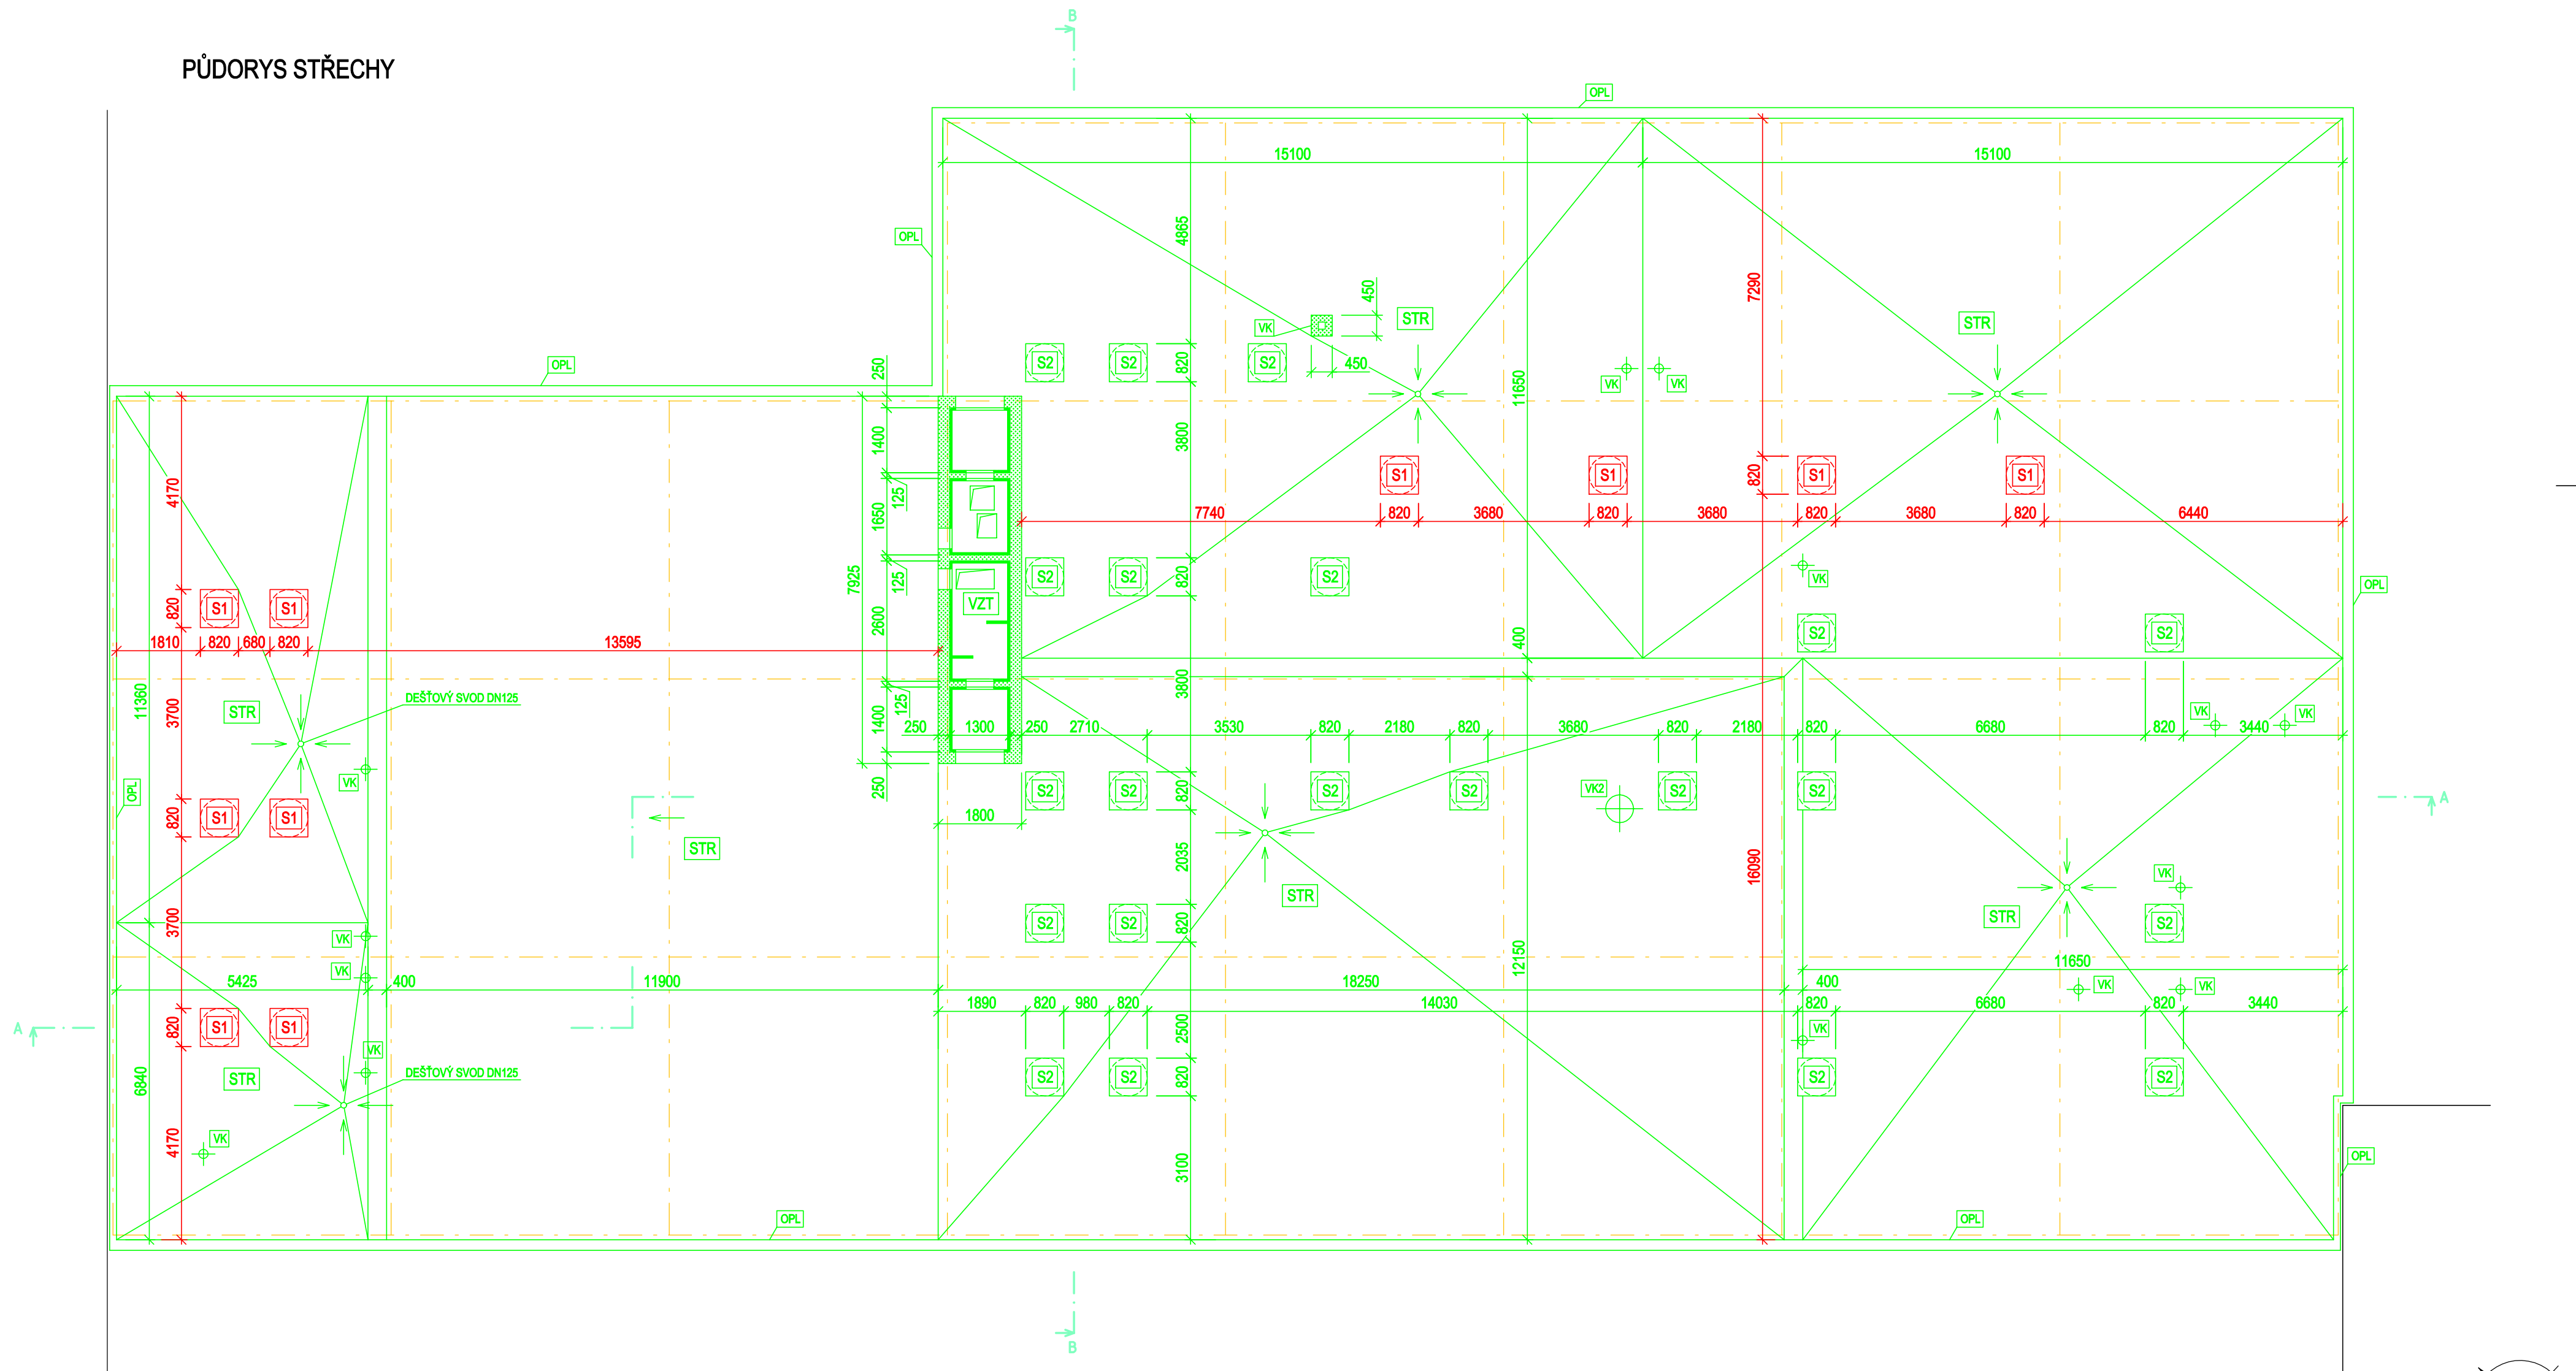 B
PŮDORYS STŘECHY
OPL
15100
15100
OPL
4865
7290
450
STR
STR
VK
OPL
250
S2
S2
S2
820
450
11650
VK
VK
1400
3800
4170
S1
S1
S1
S1
820
125
1650
7740
820
3680
820
3680
820
3680
820
6440
7925
125
S2
S2
820
S2
VK
OPL
820
S1
S1
VZT
2600
S2
S2
1810
820
680
820
13595
400
11360
3700
STR
DEŠŤOVÝ SVOD DN125
125
3800
1400
250
1300
250
2710
3530
820
2180
820
3680
820
2180
820
6680
820
3440
VK
VK
VK
OPL
250
S2
S2
820
S2
S2
VK2
S2
S2
A
820
S1
S1
1800
STR
2035
16090
STR
VK
3700
S2
S2
820
STR
S2
VK
VK
12150
11650
5425
400
11900
18250
400
VK
VK
1890
820
980
820
14030
820
6680
820
3440
A
820
S1
S1
2500
VK
VK
6840
STR
DEŠŤOVÝ SVOD DN125
S2
S2
820
S2
S2
4170
VK
3100
OPL
OPL
OPL
B